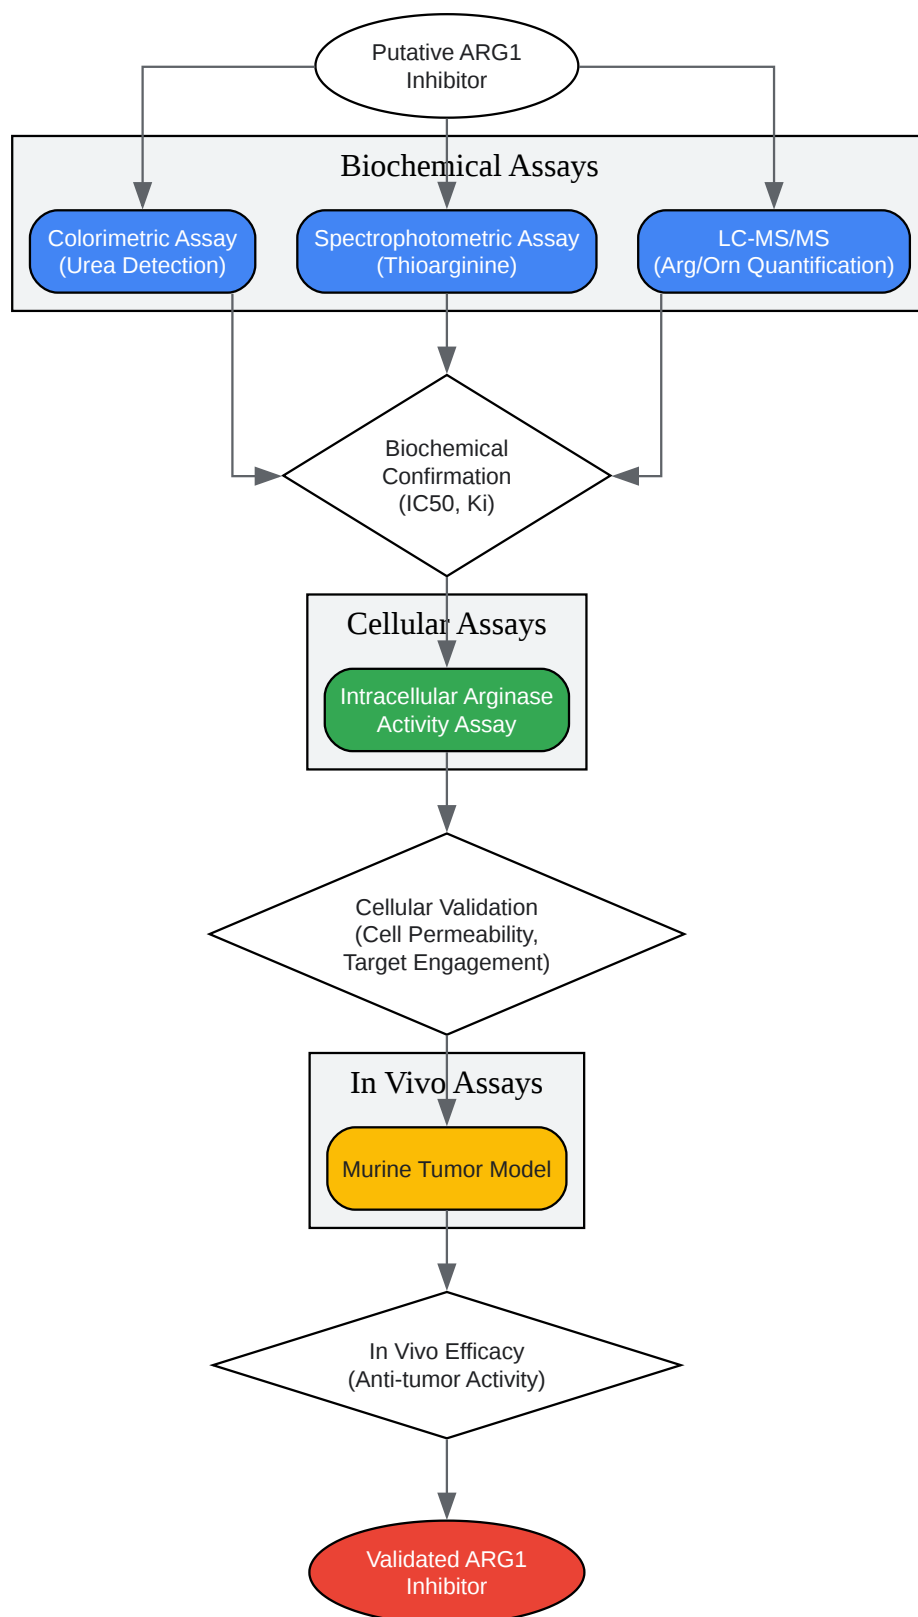 Putative ARG1
Inhibitor
Biochemical Assays
Colorimetric Assay
(Urea Detection)
Spectrophotometric Assay
(Thioarginine)
LC-MS/MS
(Arg/Orn Quantification)
Biochemical
Confirmation
(IC50, Ki)
Cellular Assays
Intracellular Arginase
Activity Assay
Cellular Validation
(Cell Permeability,
Target Engagement)
In Vivo Assays
Murine Tumor Model
In Vivo Efficacy
(Anti-tumor Activity)
Validated ARG1
Inhibitor